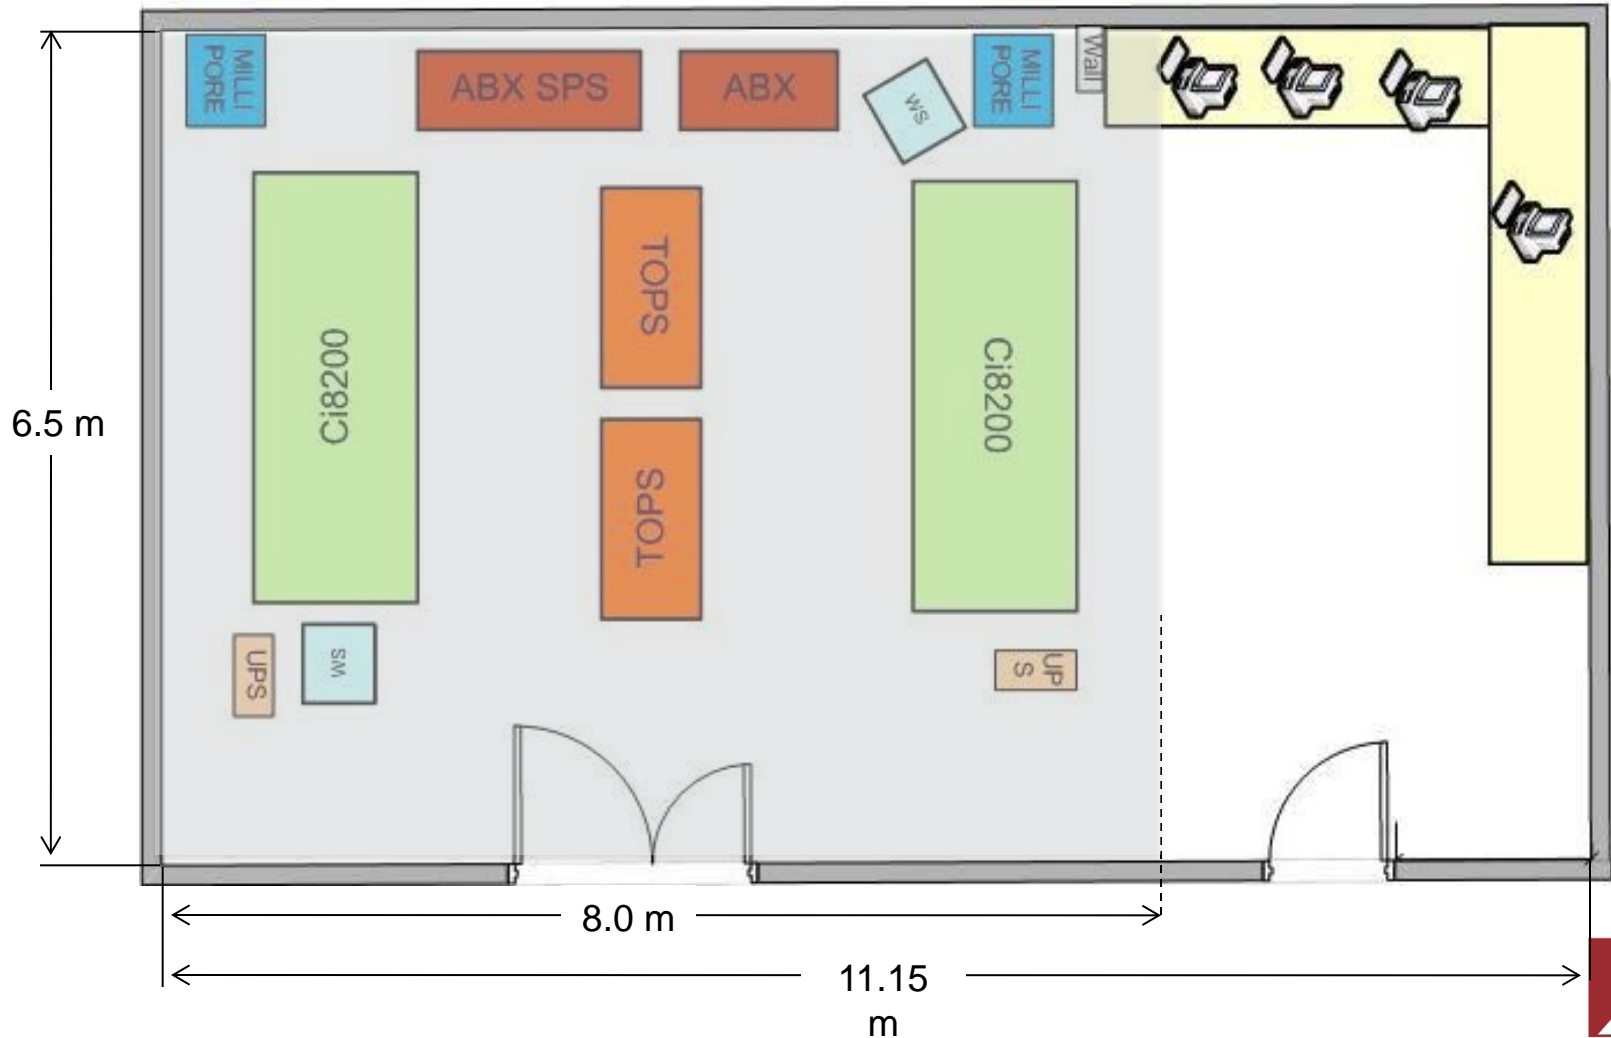 MILLI
PORE
ABX SPS
ABX
WS
MILLI
PORE
Wall
TOPS
Ci8200
Ci8200
6.5 m
TOPS
UPS
SM
UP
S
8.0 m
11.15
m